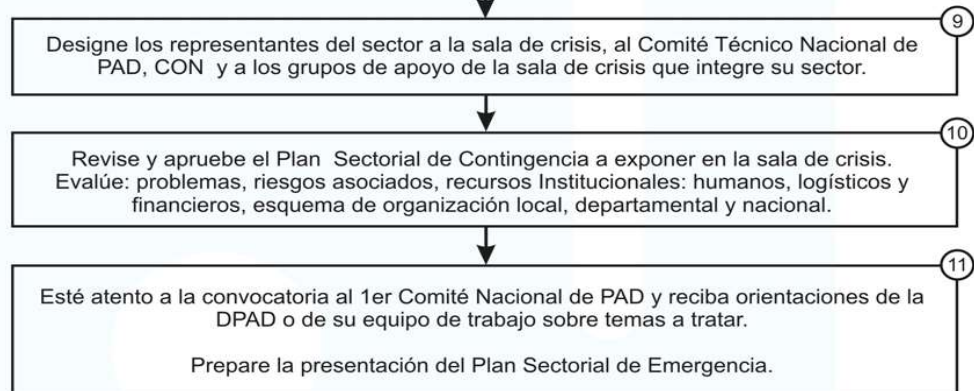 9
Designe los representantes del sector a la sala de crisis, al Comité Técnico Nacional de
PAD, CON y a los grupos de apoyo de la sala de crisis que integre su sector.
10
Revise y apruebe el Plan Sectorial de Contingencia a exponer en la sala de crisis.
Evalúe: problemas, riesgos asociados, recursos Institucionales: humanos, logísticos y
financieros, esquema de organización local, departamental y nacional.
11
Esté atento a la convocatoria al 1er Comité Nacional de PAD y reciba orientaciones de la
DPAD o de su equipo de trabajo sobre temas a tratar.
Prepare la presentación del Plan Sectorial de Emergencia.